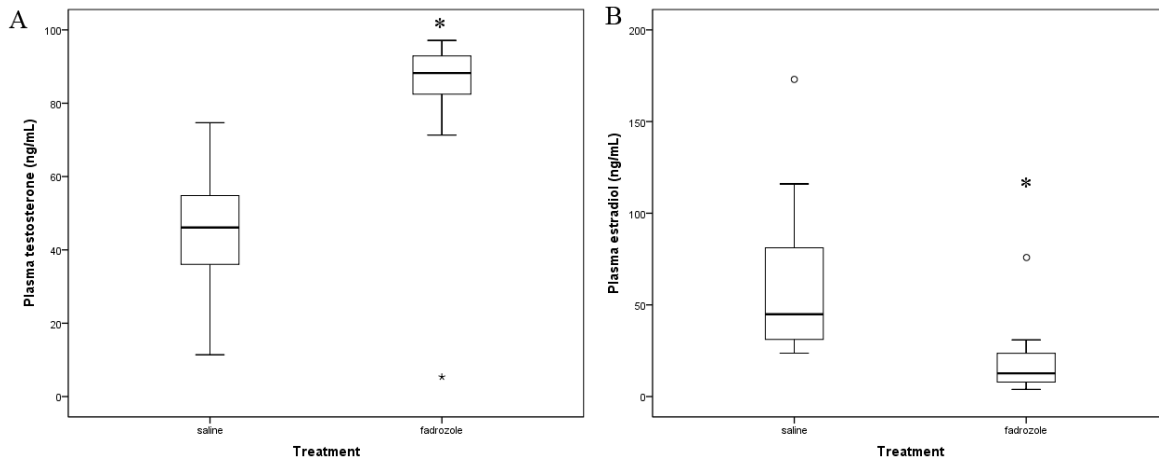 A
Plasma testosterone (ng/mL)
100
80
60
40
20
0
*
*
saline
fadrozole
Treatment
B
Plasma estradiol (ng/mL)
200
150
100
50
0
*
saline
fadrozole
Treatment